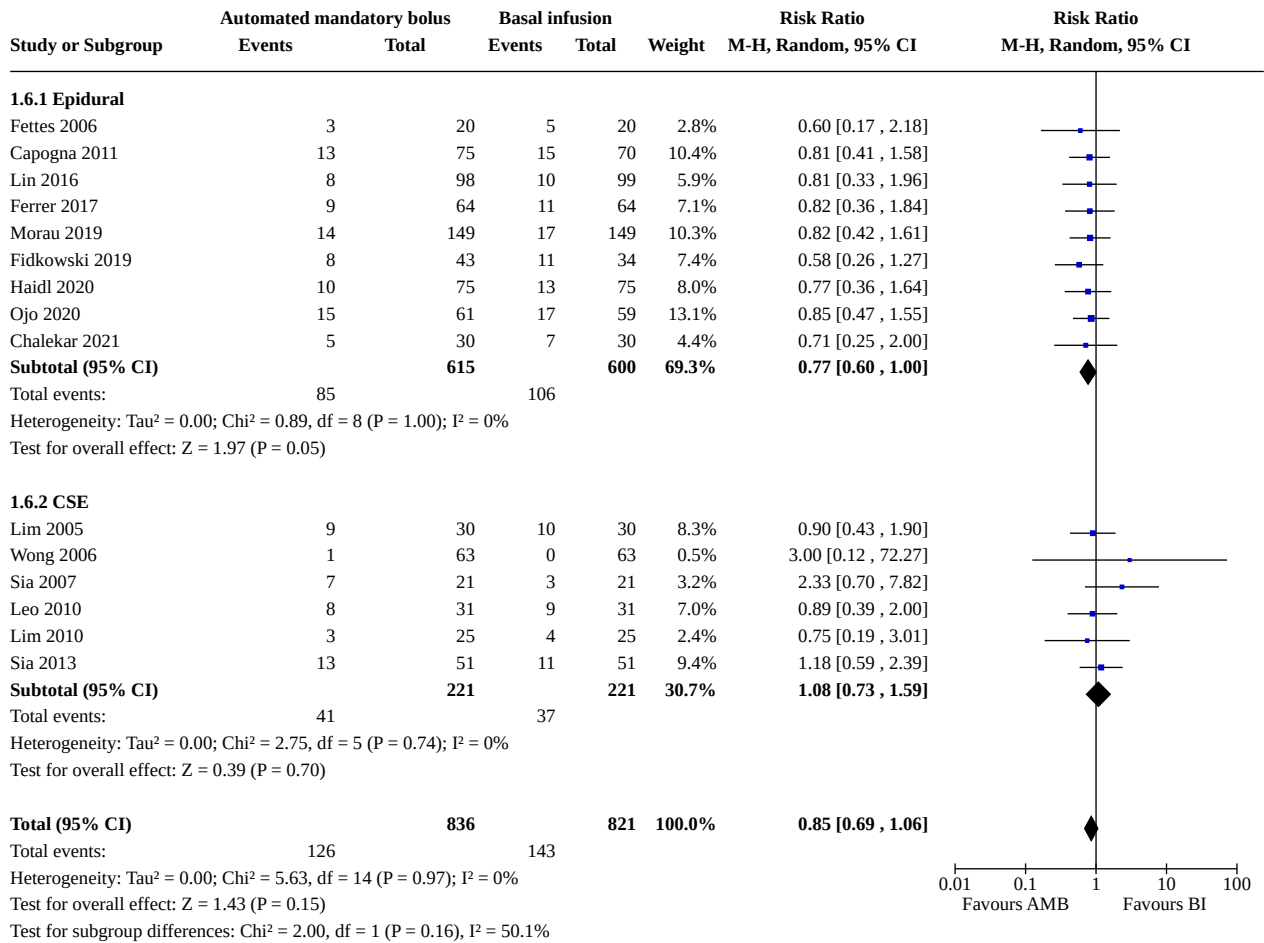 Automated mandatory bolus Basal infusion Risk Ratio Risk Ratio
Study or Subgroup Events Total Events Total Weight M-H, Random, 95% CI M-H, Random, 95% CI
1.6.1 Epidural
Fettes 2006 3 20 5 20 2.8% 0.60 [0.17 , 2.18]
Capogna 2011 13 75 15 70 10.4% 0.81 [0.41 , 1.58]
Lin 2016 8 98 10 99 5.9% 0.81 [0.33 , 1.96]
Ferrer 2017 9 64 11 64 7.1% 0.82 [0.36 , 1.84]
Morau 2019 14 149 17 149 10.3% 0.82 [0.42 , 1.61]
Fidkowski 2019 8 43 11 34 7.4% 0.58 [0.26 , 1.27]
Haidl 2020 10 75 13 75 8.0% 0.77 [0.36 , 1.64]
Ojo 2020 15 61 17 59 13.1% 0.85 [0.47 , 1.55]
Chalekar 2021 5 30 7 30 4.4% 0.71 [0.25 , 2.00]
Subtotal (95% CI) 615 600 69.3% 0.77 [0.60 , 1.00]
Total events: 85 106
Heterogeneity: Tau² = 0.00; Chi² = 0.89, df = 8 (P = 1.00); I² = 0%
Test for overall effect: Z = 1.97 (P = 0.05)
1.6.2 CSE
Lim 2005 9 30 10 30 8.3% 0.90 [0.43 , 1.90]
Wong 2006 1 63 0 63 0.5% 3.00 [0.12 , 72.27]
Sia 2007 7 21 3 21 3.2% 2.33 [0.70 , 7.82]
Leo 2010 8 31 9 31 7.0% 0.89 [0.39 , 2.00]
Lim 2010 3 25 4 25 2.4% 0.75 [0.19 , 3.01]
Sia 2013 13 51 11 51 9.4% 1.18 [0.59 , 2.39]
Subtotal (95% CI) 221 221 30.7% 1.08 [0.73 , 1.59]
Total events: 41 37
Heterogeneity: Tau² = 0.00; Chi² = 2.75, df = 5 (P = 0.74); I² = 0%
Test for overall effect: Z = 0.39 (P = 0.70)
Total (95% CI) 836 821 100.0% 0.85 [0.69 , 1.06]
Total events: 126 143
Heterogeneity: Tau² = 0.00; Chi² = 5.63, df = 14 (P = 0.97); I² = 0%
Test for overall effect: Z = 1.43 (P = 0.15)
Test for subgroup differences: Chi² = 2.00, df = 1 (P = 0.16), I² = 50.1%
0.01 0.1 1 10 100
Favours AMB Favours BI